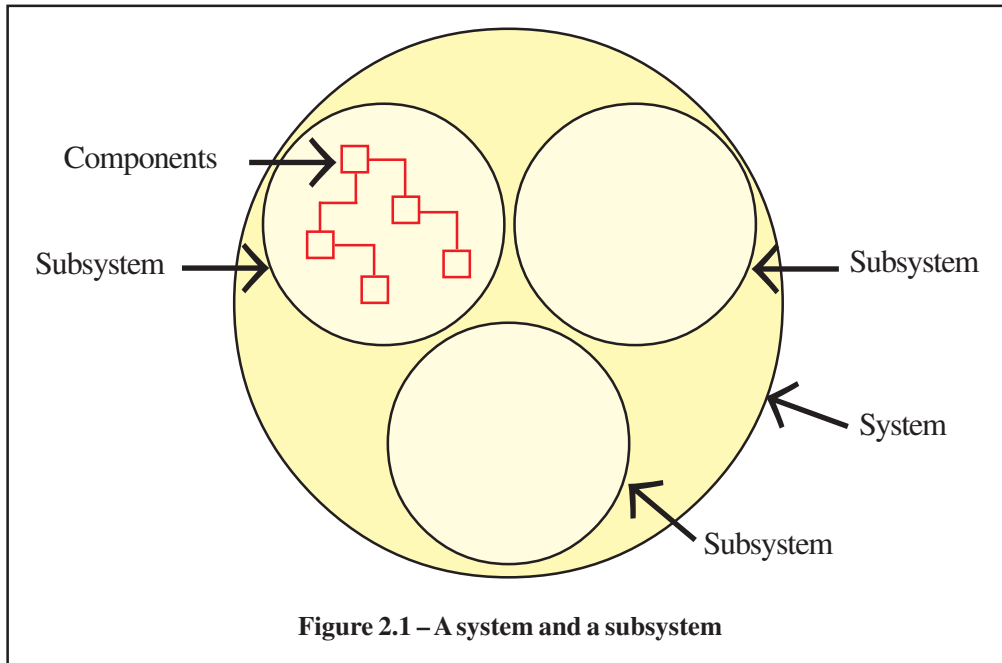 Components
Subsystem
Subsystem
System
Subsystem
Figure 2.1 – A system and a subsystem